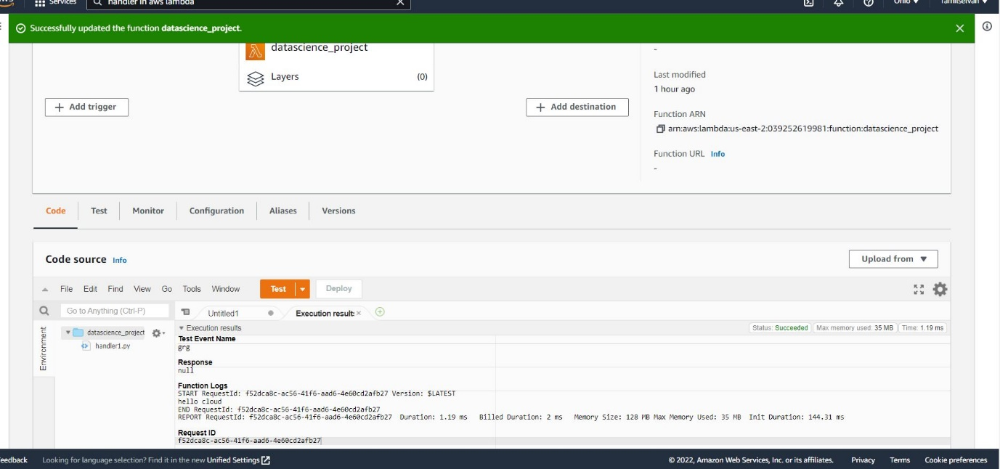 aws
Services
handler in aws lambda
Ohio
Tamilselvan
Successfully updated the function datascience_project.
datascience_project
Layers
(0)
Add trigger
Add destination
-
Last modified
1 hour ago
Function ARN
arn:aws:lambda:us-east-2:039252619981:function:datascience_project
Function URL Info
-
Code
Test
Monitor
Configuration
Aliases
Versions
Code source Info
Upload from
File Edit Find View Go Tools Window
Test
Deploy
Go to Anything (Ctrl-P)
Untitled1
Execution results
Environment
datascience_project
handler1.py
Execution results
Status: Succeeded
Max memory used: 35 MB
Time: 1.19 ms
Test Event Name
grg
Response
null
Function Logs
START RequestId: f52dca8c-ac56-41f6-aad6-4e60cd2afb27 Version: $LATEST
hello cloud
END RequestId: f52dca8c-ac56-41f6-aad6-4e60cd2afb27
REPORT RequestId: f52dca8c-ac56-41f6-aad6-4e60cd2afb27 Duration: 1.19 ms Billed Duration: 2 ms Memory Size: 128 MB Max Memory Used: 35 MB Init Duration: 144.31 ms
Request ID
f52dca8c-ac56-41f6-aad6-4e60cd2afb27
eedback
Looking for language selection? Find it in the new Unified Settings
© 2022, Amazon Web Services, Inc. or its affiliates.
Privacy
Terms
Cookie preferences